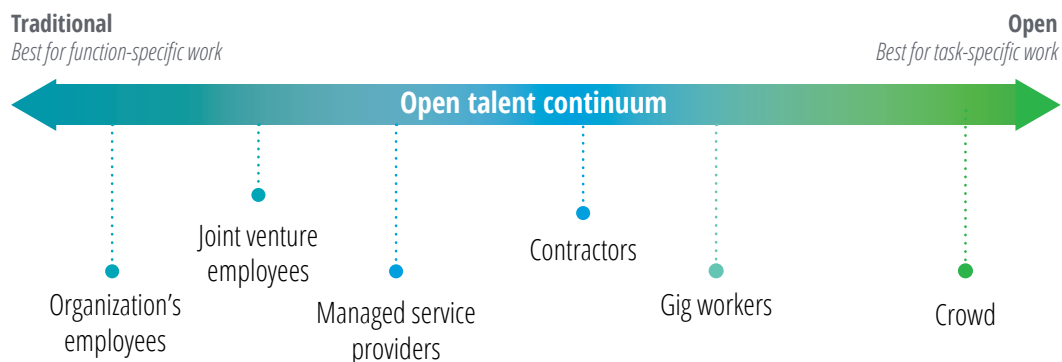 Traditional
Best for function-specific work
Open
Best for task-specific work
Open talent continuum
Organization’s
employees
Joint venture
employees
Managed service
providers
Contractors
Gig workers
Crowd